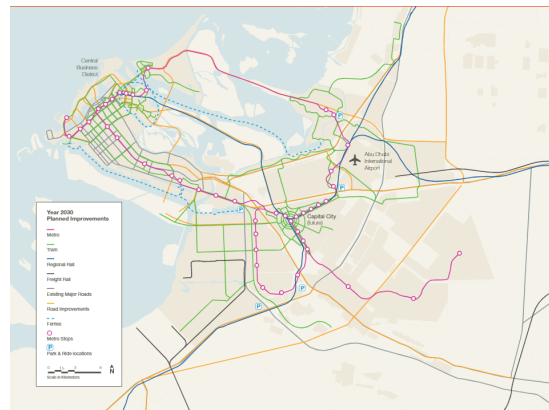 Central
Business
District
P
Abu Dhabi
International
Airport
P
P
Capital City
(future)
P
P
P
Year 2030
Planned Improvements
Metro
Tram
Regional Rail
Freight Rail
Existing Major Roads
Road Improvements
Ferries
Metro Stops
P
Park & Ride locations
Scale in Kilometers
N